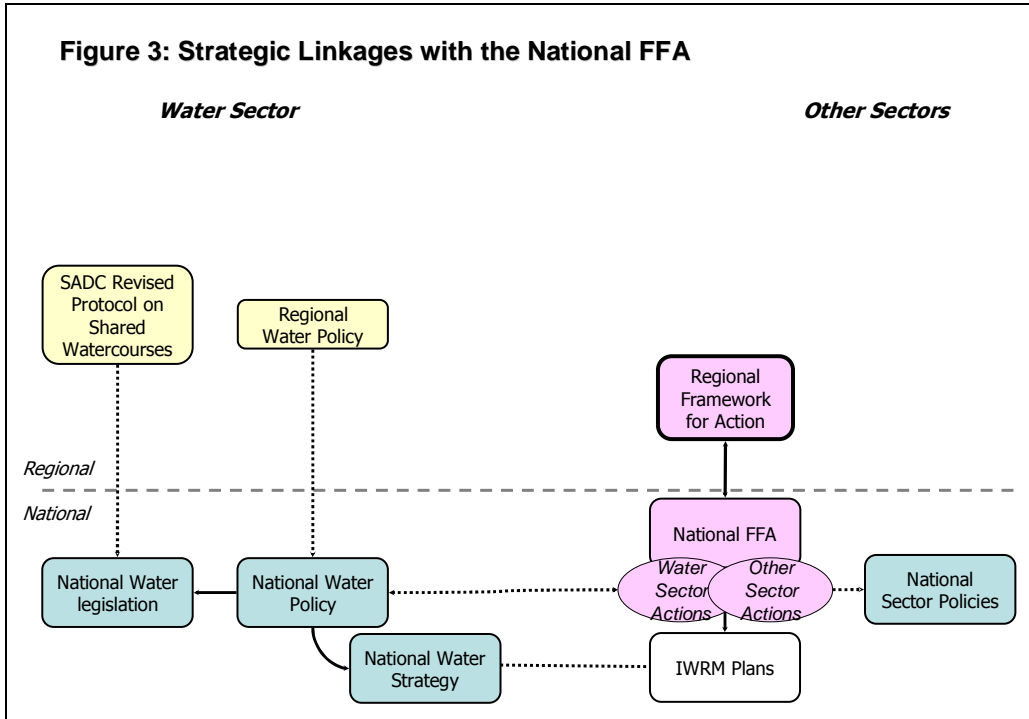 Figure 3: Strategic Linkages with the National FFA
Water Sector
Other Sectors
SADC Revised
Protocol on
Shared
Watercourses
Regional
Water Policy
Regional
Framework
for Action
Regional
National
National FFA
Water
Sector
Actions
Other
Sector
Actions
National Water
legislation
National Water
Policy
National
Sector Policies
National Water
Strategy
IWRM Plans